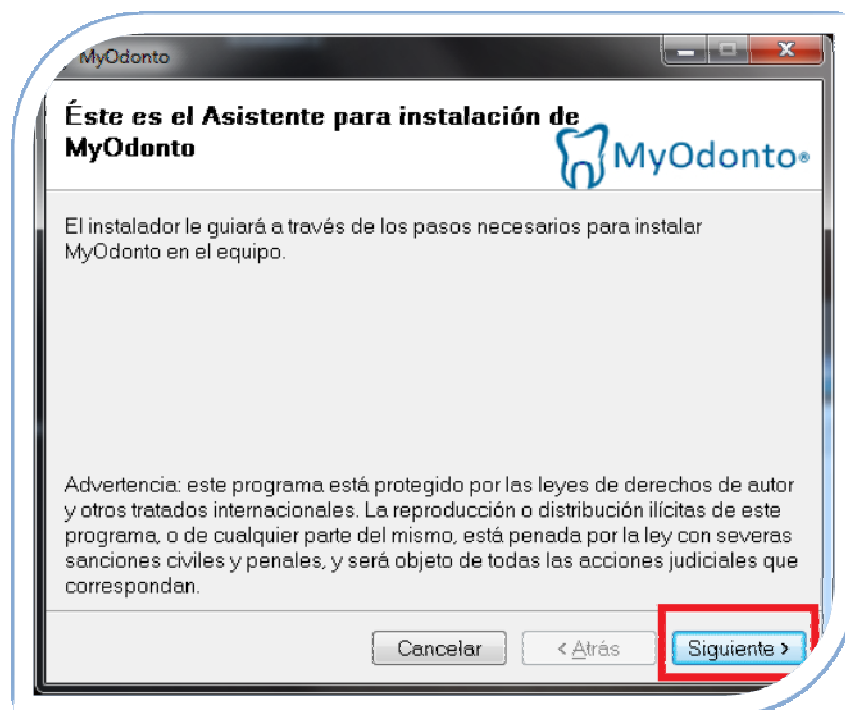 MyOdonto
Éste es el Asistente para instalación de
MyOdonto
MyOdonto®
El instalador le guiará a través de los pasos necesarios para instalar
MyOdonto en el equipo.
Advertencia: este programa está protegido por las leyes de derechos de autor
y otros tratados internacionales. La reproducción o distribución ilícitas de este
programa, o de cualquier parte del mismo, está penada por la ley con severas
sanciones civiles y penales, y será objeto de todas las acciones judiciales que
correspondan.
Cancelar
< Atrás
Siguiente >